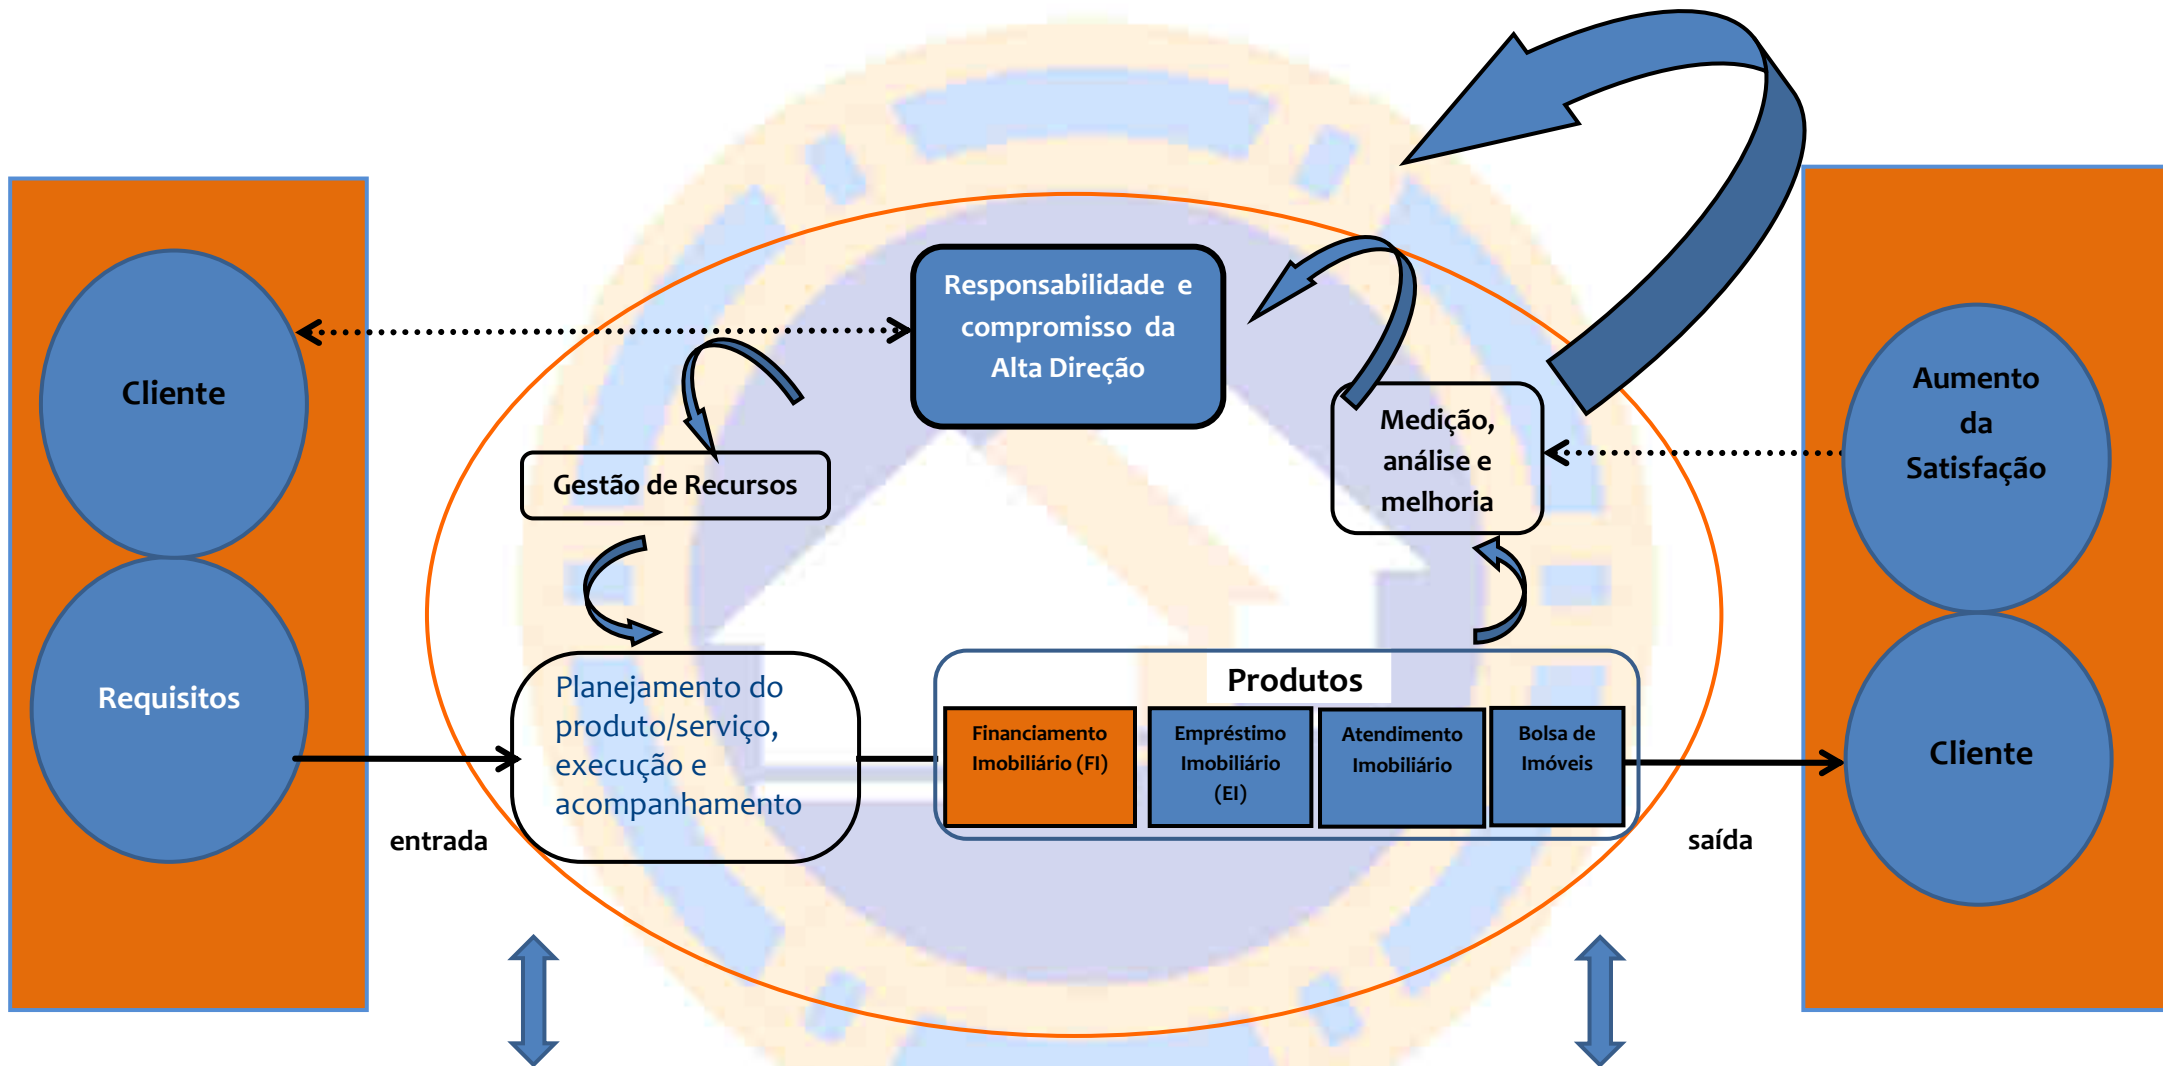 Cliente
Requisitos
entrada
Responsabilidade e
compromisso da
Alta Direção
Gestão de Recursos
Medição,
análise e
melhoria
Planejamento do
produto/serviço,
execução e
acompanhamento
Produtos
Financiamento
Imobiliário (FI)
Empréstimo
Imobiliário
(EI)
Atendimento
Imobiliário
Bolsa de
Imóveis
saída
Aumento
da
Satisfação
Cliente